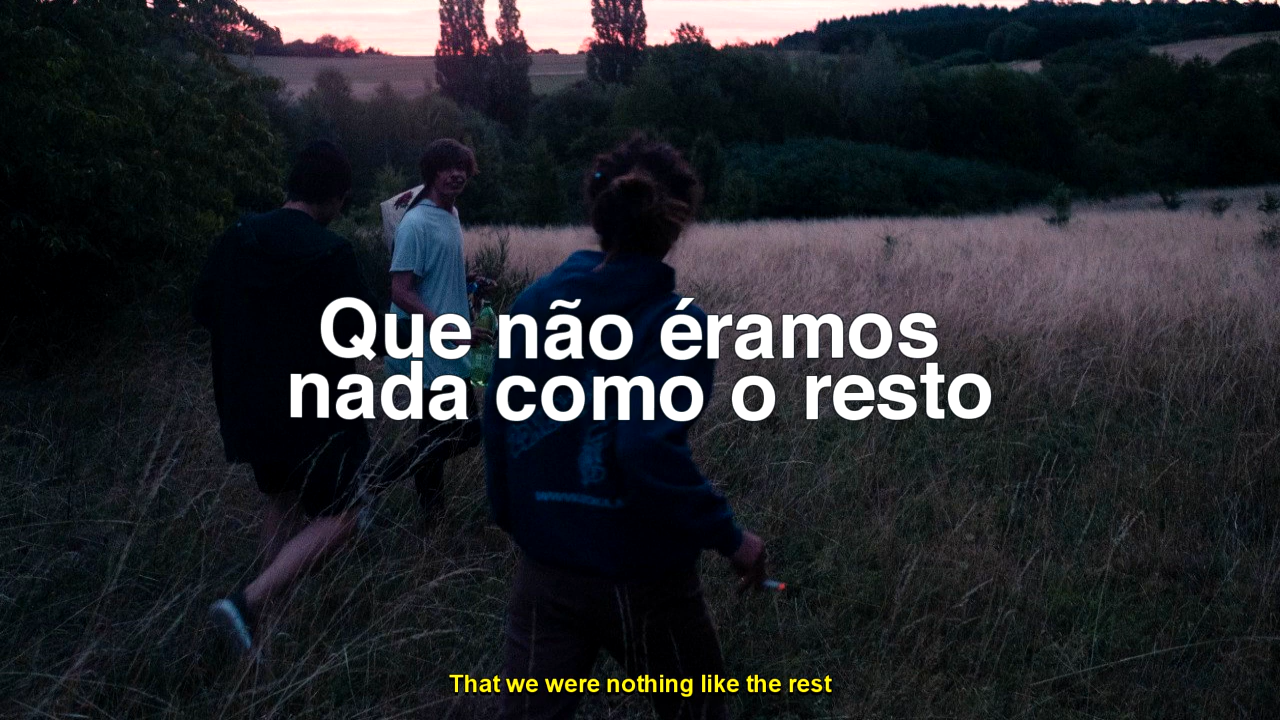 Que não éramos
nada como o resto
That we were nothing like the rest